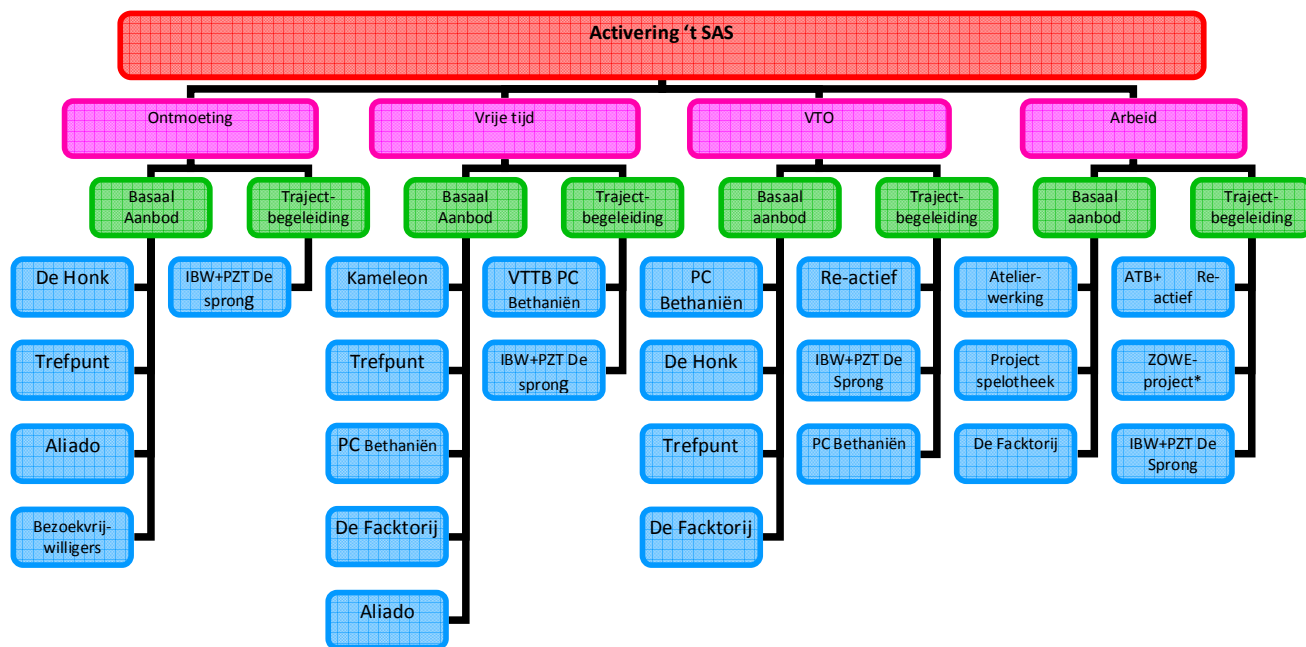 Activering ‘t SAS
Ontmoeting
Vrije tijd
VTO
Arbeid
Basaal
Aanbod
Traject-
begeleiding
Basaal
Aanbod
Traject-
begeleiding
Basaal
aanbod
Traject-
begeleiding
Basaal
aanbod
Traject-
begeleiding
De Honk
Trefpunt
Aliado
Bezoekvrij-
willigers
IBW+PZT De
sprong
Kameleon
Trefpunt
PC Bethaniën
De Facktorij
Aliado
VTTB PC
Bethaniën
IBW+PZT De
sprong
PC
Bethaniën
De Honk
Trefpunt
De Facktorij
Re-actief
IBW+PZT De
Sprong
PC Bethaniën
Atelier-
werking
Project
spelotheek
De Facktorij
ATB+ Re-
actief
ZOWE-
project*
IBW+PZT De
Sprong